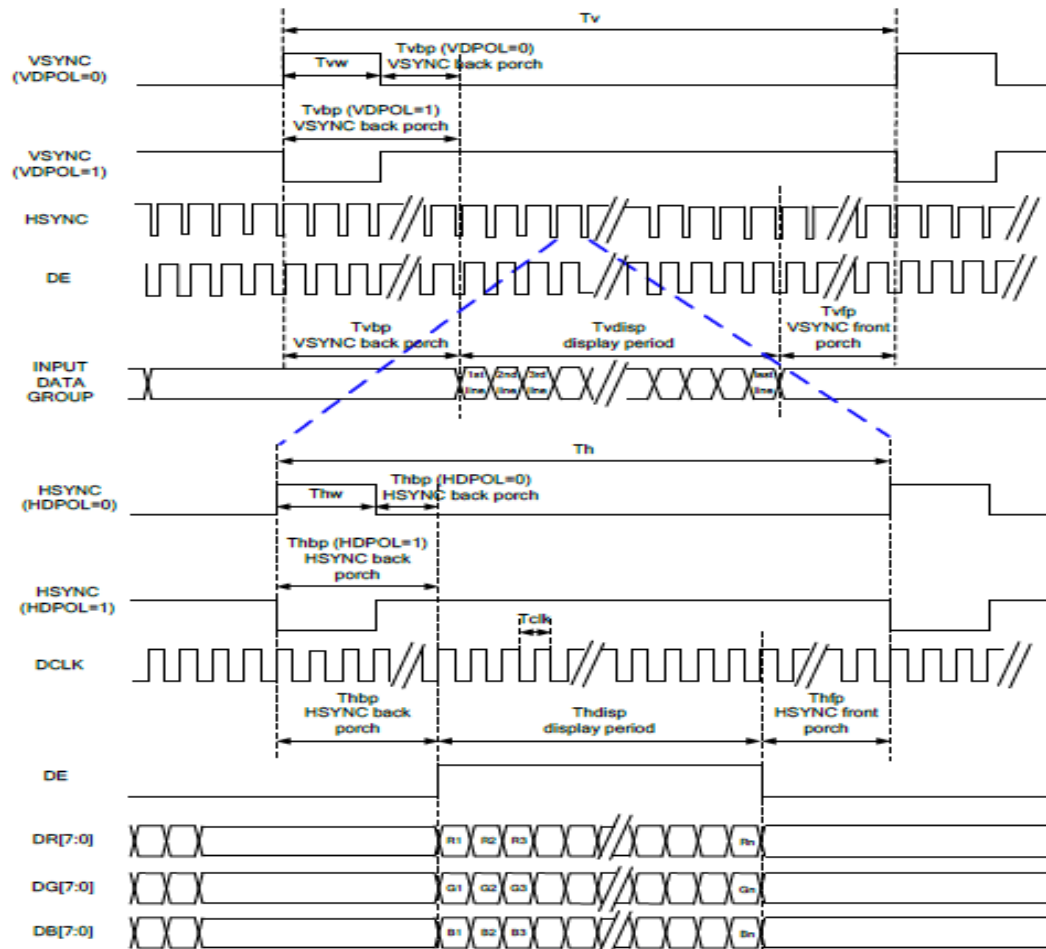 Tv
VSYNC
(VDPOL=0)
Tvw
Tvbp (VDPOL=0)
VSYNC back porch
Tvbp (VDPOL=1)
VSYNC back porch
VSYNC
(VDPOL=1)
HSYNC
DE
Tvbp
VSYNC back porch
Tvdisp
display period
Tvfp
VSYNC front
porch
INPUT
DATA
GROUP
1st
line
2nd
line
3rd
line
last
line
Th
HSYNC
(HDPOL=0)
Thw
Thbp (HDPOL=0)
HSYNC back porch
Thbp (HDPOL=1)
HSYNC back
porch
HSYNC
(HDPOL=1)
Tclk
DCLK
Thbp
HSYNC back
porch
Thdisp
display period
Thfp
HSYNC front
porch
DE
DR[7:0]
R1 R2 R3 Rn
DG[7:0]
G1 G2 G3 Gn
DB[7:0]
B1 B2 B3 Bn